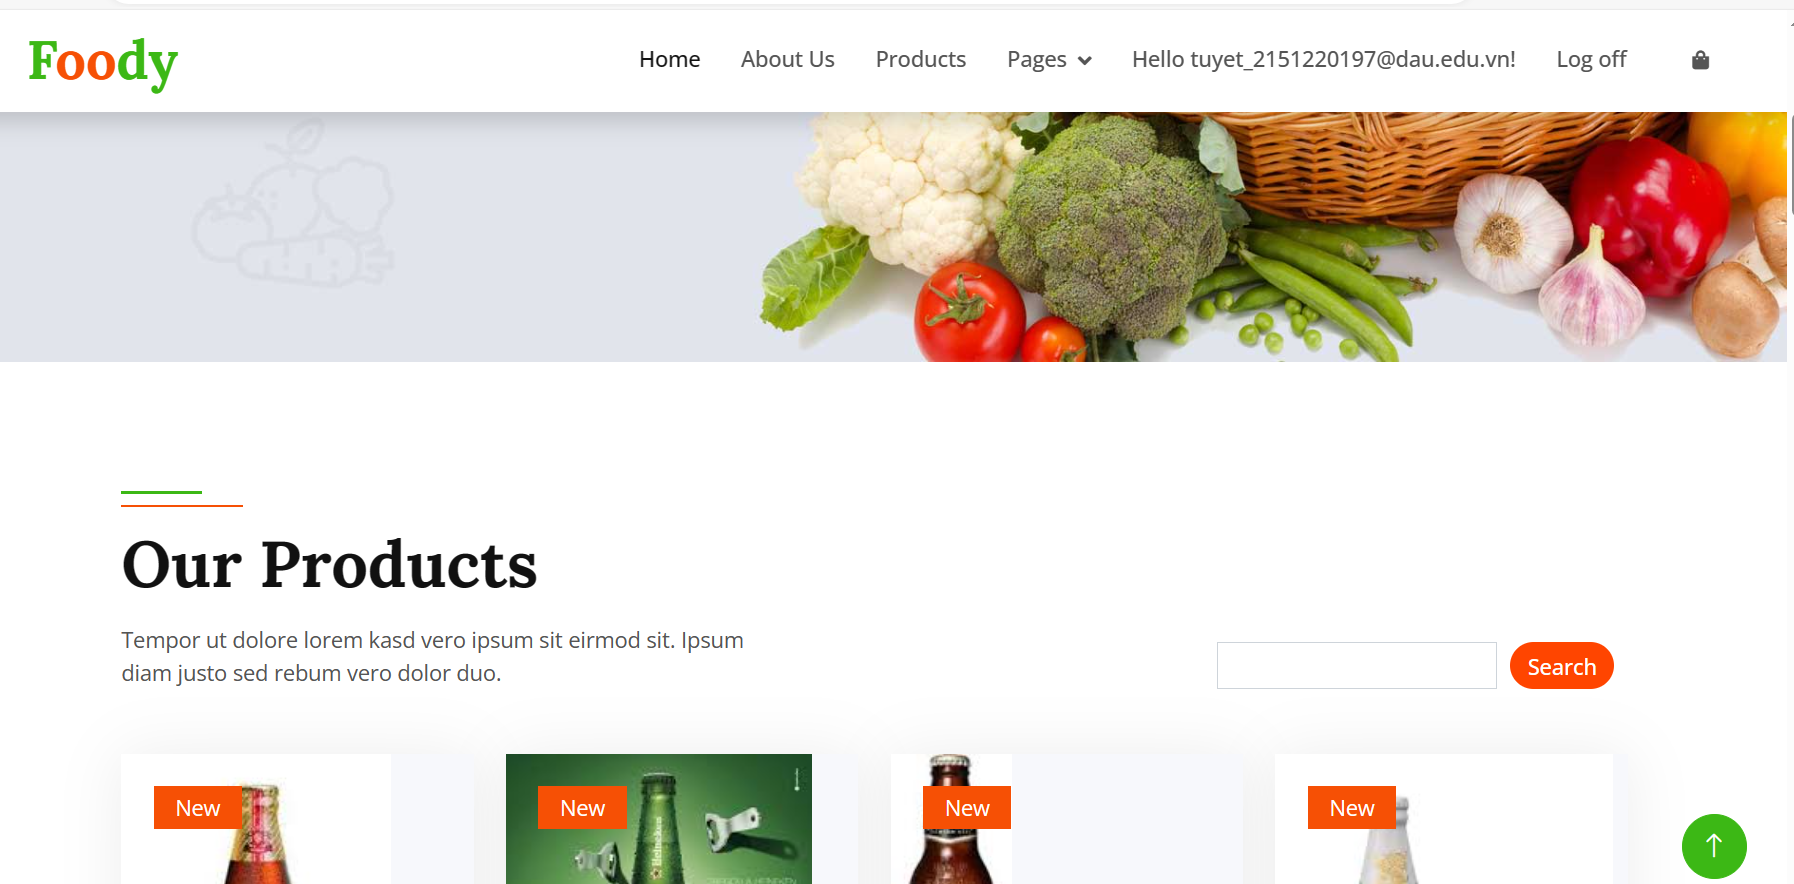 Foody
Home About Us Products Pages Hello tuyet_2151220197@dau.edu.vn! Log off
Our Products
Tempor ut dolore lorem kasd vero ipsum sit eirmod sit. Ipsum
diam justo sed rebum vero dolor duo.
Search
New New New New
Heineken